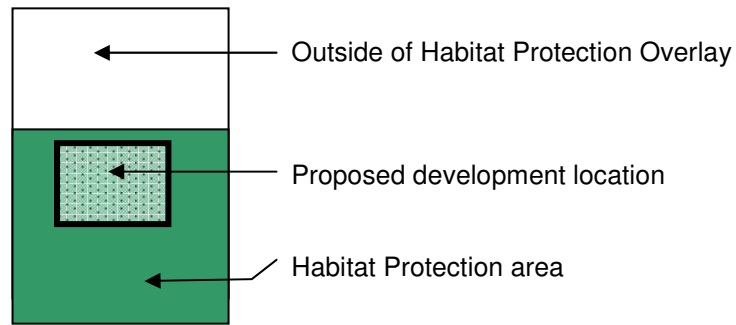 Outside of Habitat Protection Overlay
Proposed development location
Habitat Protection area